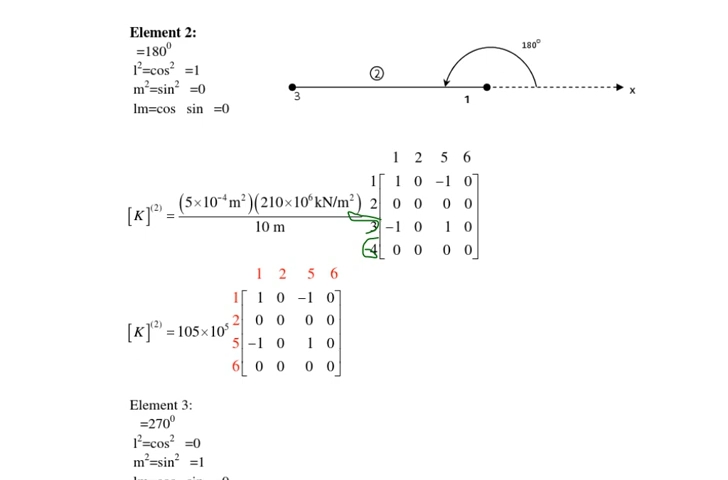 Element 2:
=180⁰
l²=cos² =1
m²=sin² =0
lm=cos sin =0
180°
②
3
1
x
1 2 5 6
1 [ 1 0 −1 0 ]
2 [ 0 0 0 0 ]
3 [ −1 0 1 0 ]
4 [ 0 0 0 0 ]
[K]⁽²⁾ = (5×10⁻⁴m²)(210×10⁶kN/m²)
10 m
1 2 5 6
1 [ 1 0 −1 0 ]
2 [ 0 0 0 0 ]
[K]⁽²⁾ =105×10⁵
5 [ −1 0 1 0 ]
6 [ 0 0 0 0 ]
Element 3:
=270⁰
l²=cos² =0
m²=sin² =1